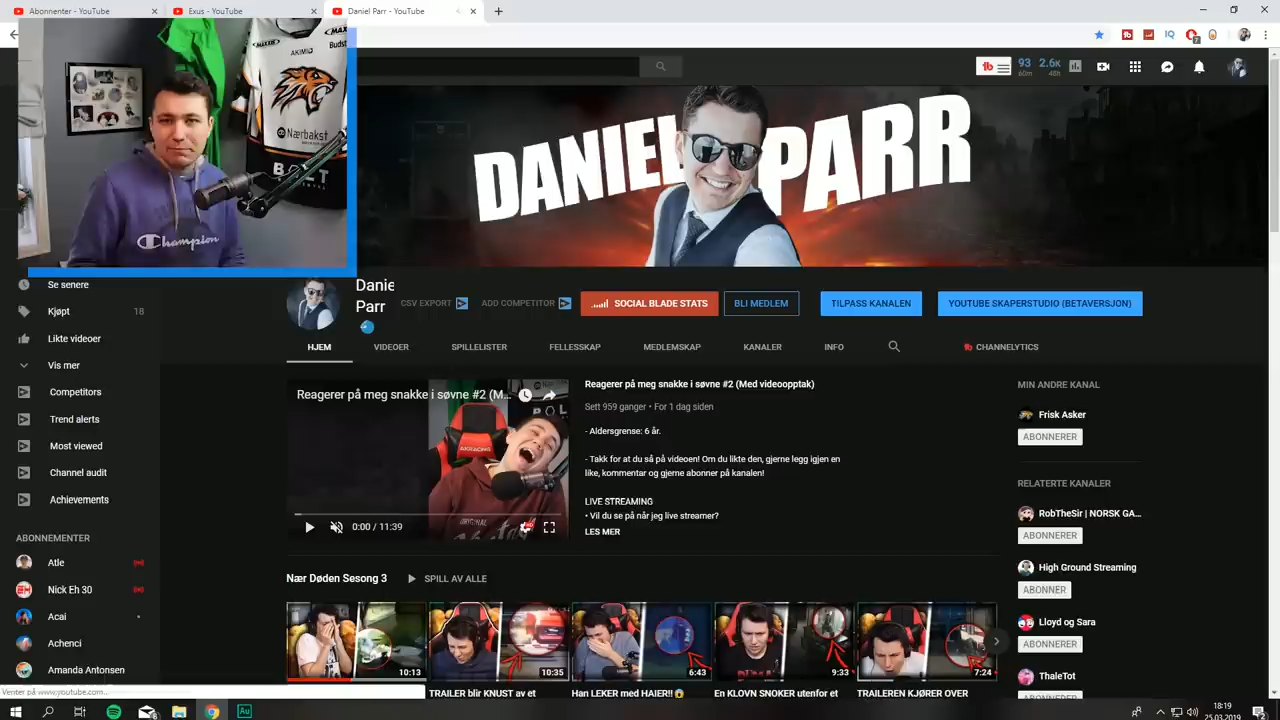 Abonnenter - YouTube
Exus - YouTube
Daniel Parr - YouTube
MAXXIS
MAXXIS
AKIMIQ
Budst
Nærbakst
Champion
93 60m
2.6K 48h
DANIEL PARR
Se senere
Kjøpt 18
Likte videoer
Vis mer
Competitors
Trend alerts
Most viewed
Channel audit
Achievements
ABONNEMENTER
Atle
Nick Eh 30
Acai
Achenci
Amanda Antonsen
Venter på www.youtube.com...
Danie
Parr
CSV EXPORT
ADD COMPETITOR
SOCIAL BLADE STATS
BLI MEDLEM
TILPASS KANALEN
YOUTUBE SKAPERSTUDIO (BETAVERSJON)
HJEM
VIDEOER
SPILLELISTER
FELLESSKAP
MEDLEMSKAP
KANALER
INFO
CHANNELYTICS
Reagerer på meg snakke i søvne #2 (M...
AKRACING
ORIGINAL
0:00 / 11:39
Reagerer på meg snakke i søvne #2 (Med videoopptak)
Sett 959 ganger • For 1 dag siden
- Aldersgrense: 6 år.
- Takk for at du så på videoen! Om du likte den, gjerne legg igjen en
like, kommentar og gjerne abonner på kanalen!
LIVE STREAMING
• Vil du se på når jeg live streamer?
LES MER
MIN ANDRE KANAL
Frisk Asker
ABONNERER
RELATERTE KANALER
RobTheSir | NORSK GA...
ABONNERER
High Ground Streaming
ABONNER
Lloyd og Sara
ABONNERER
ThaleTot
ABONNERER
Nær Døden Sesong 3
SPILL AV ALLE
10:13
10:35
6:43
9:33
7:24
TRAILER blir KNUST av et
Han LEKER med HAIER!!
En KLOVN SNOKER utenfor et
TRAILEREN KJØRER OVER
18:19
25.03.2019